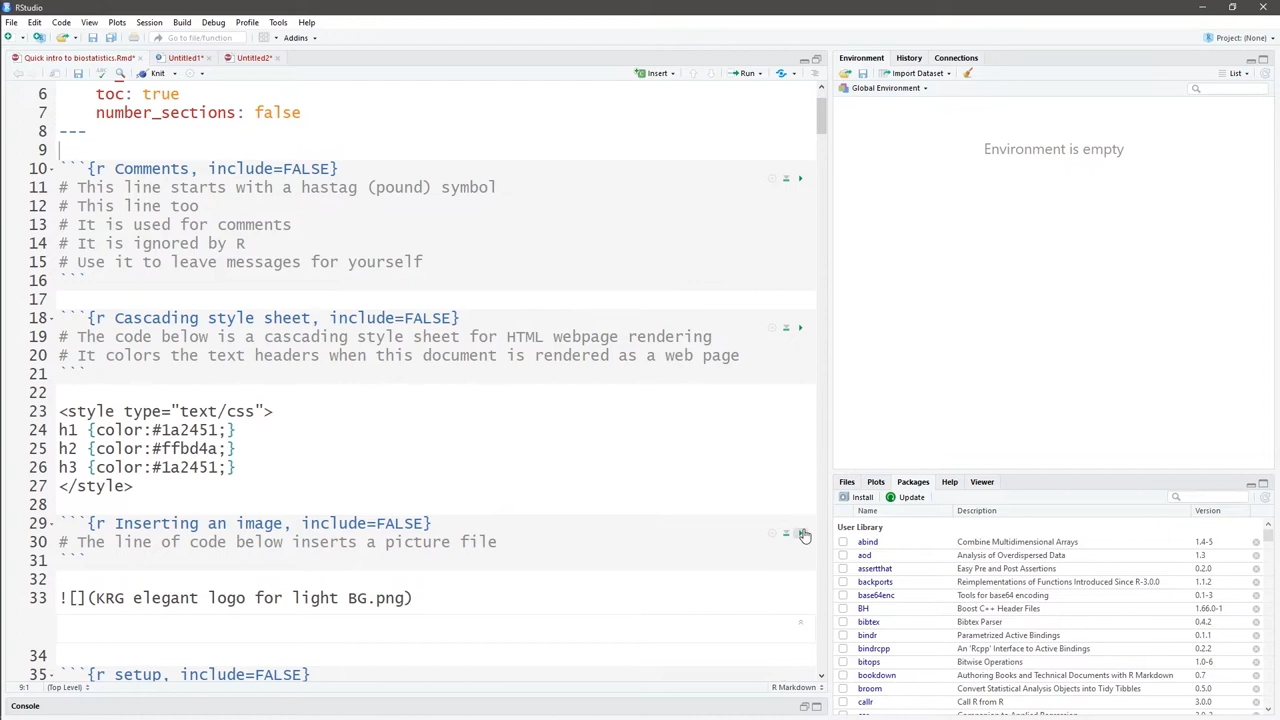 RStudio
File Edit Code View Plots Session Build Debug Profile Tools Help
Go to file/function Addins Project: (None)
Quick intro to biostatistics.Rmd* Untitled1* Untitled2*
Knit Insert Run
6 toc: true
7 number_sections: false
8 ---
9
10 ```{r Comments, include=FALSE}
11 # This line starts with a hastag (pound) symbol
12 # This line too
13 # It is used for comments
14 # It is ignored by R
15 # Use it to leave messages for yourself
16 ```
17
18 ```{r Cascading style sheet, include=FALSE}
19 # The code below is a cascading style sheet for HTML webpage rendering
20 # It colors the text headers when this document is rendered as a web page
21 ```
22
23 <style type="text/css">
24 h1 {color:#1a2451;}
25 h2 {color:#ffbd4a;}
26 h3 {color:#1a2451;}
27 </style>
28
29 ```{r Inserting an image, include=FALSE}
30 # The line of code below inserts a picture file
31 ```
32
33 ![](KRG elegant logo for light BG.png)
34
35 ```{r setup, include=FALSE}
9:1 (Top Level) R Markdown
Console
Environment History Connections
Import Dataset List
Global Environment
Environment is empty
Files Plots Packages Help Viewer
Install Update
Name Description Version
User Library
abind Combine Multidimensional Arrays 1.4-5
aod Analysis of Overdispersed Data 1.3
assertthat Easy Pre and Post Assertions 0.2.0
backports Reimplementations of Functions Introduced Since R-3.0.0 1.1.2
base64enc Tools for base64 encoding 0.1-3
BH Boost C++ Header Files 1.66.0-1
bibtex Bibtex Parser 0.4.2
bindr Parametrized Active Bindings 0.1.1
bindrcpp An 'Rcpp' Interface to Active Bindings 0.2.2
bitops Bitwise Operations 1.0-6
bookdown Authoring Books and Technical Documents with R Markdown 0.7
broom Convert Statistical Analysis Objects into Tidy Tibbles 0.5.0
callr Call R from R 3.0.0